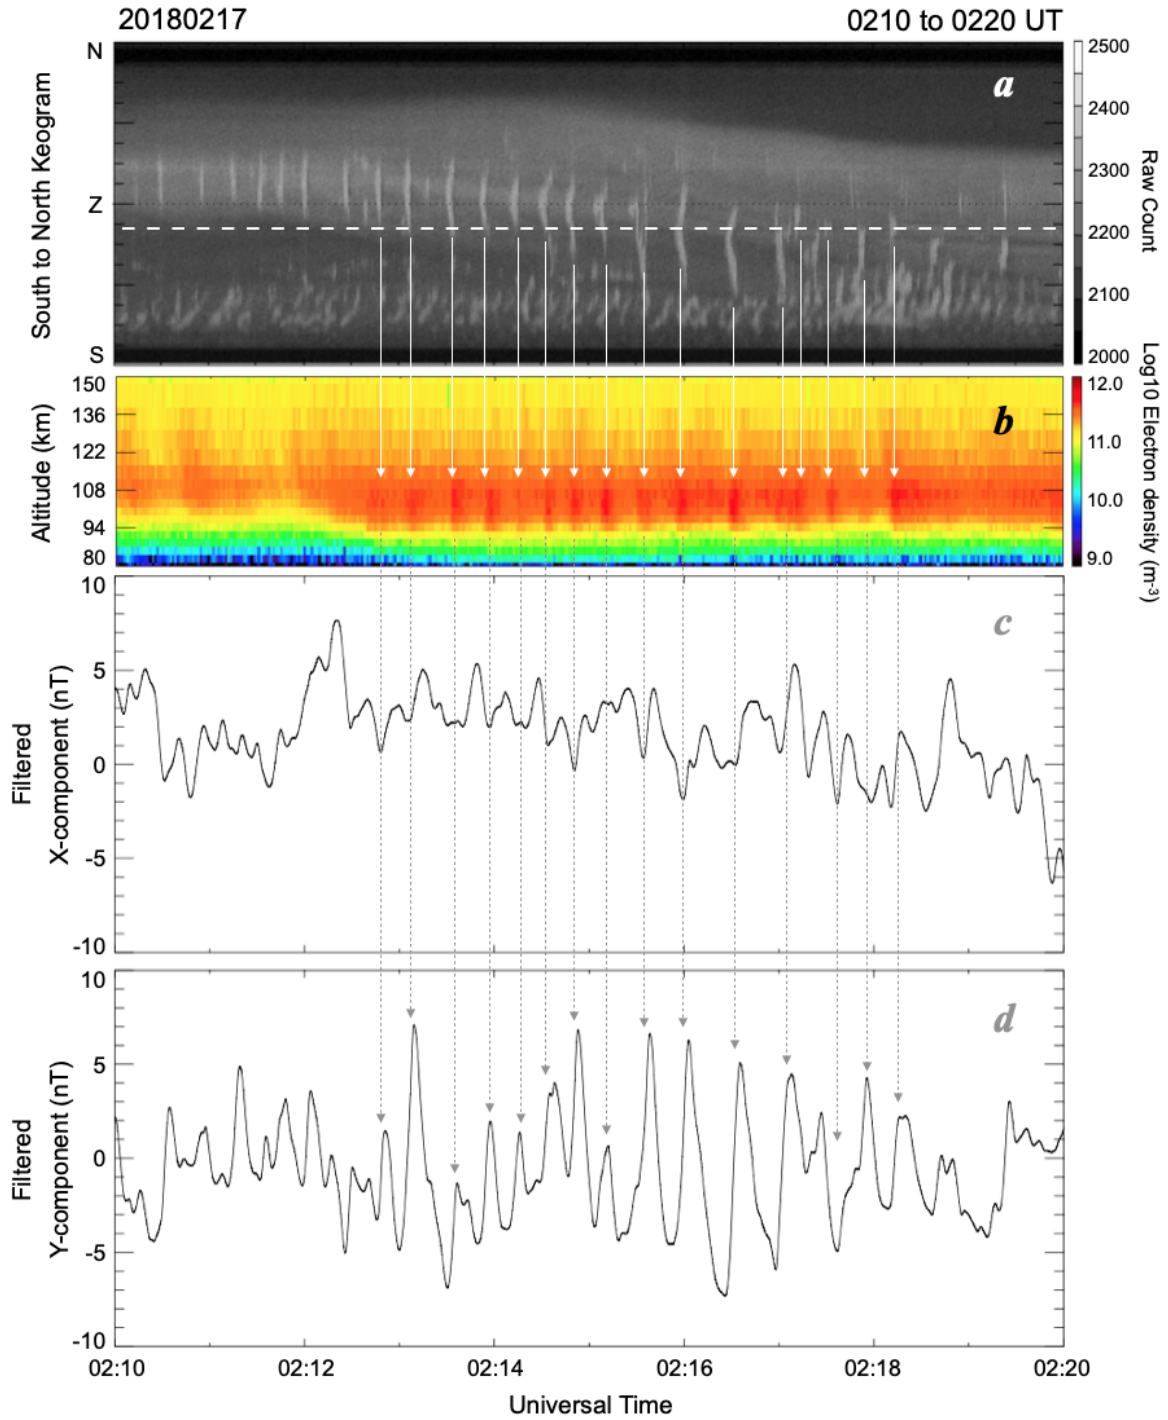 20180217
0210 to 0220 UT
South to North Keogram
N
Z
S
a
2500
2400
2300
2200
2100
2000
Raw Count
Altitude (km)
150
136
122
108
94
80
b
12.0
11.0
10.0
9.0
Log10 Electron density (m-3)
Filtered
X-component (nT)
10
5
0
-5
-10
c
Filtered
Y-component (nT)
10
5
0
-5
-10
d
02:10
02:12
02:14
02:16
02:18
02:20
Universal Time